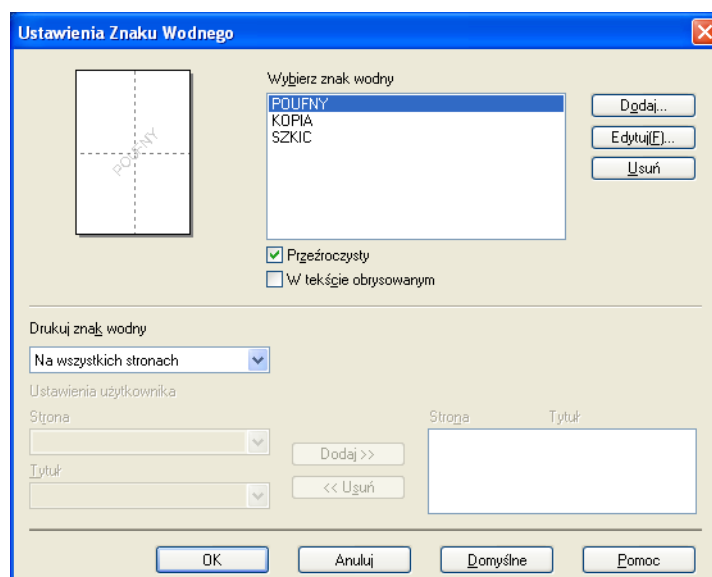 Ustawienia Znaku Wodnego
POUFNY
Wybierz znak wodny
POUFNY
KOPIA
SZKIC
Dodaj...
Edytuj(E)...
Usuń
Przeźroczysty
W tekście obrysowanym
Drukuj znak wodny
Na wszystkich stronach
Ustawienia użytkownika
Strona
Tytuł
Dodaj >>
<< Usuń
Strona Tytuł
OK Anuluj Domyślne Pomoc